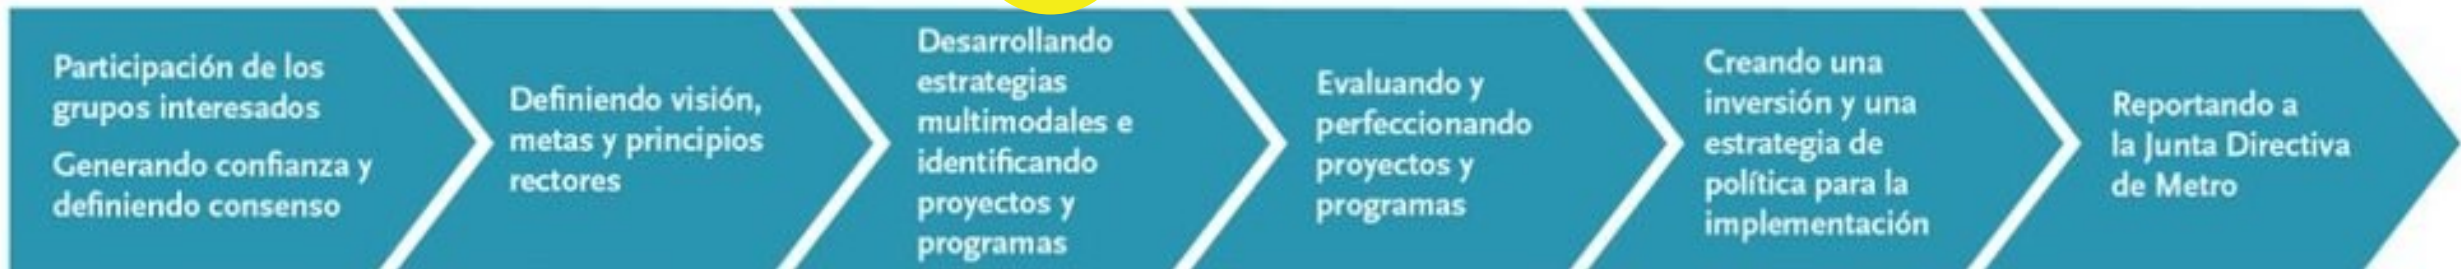 Participación de los
grupos interesados
Generando confianza y
definiendo consenso
Definiendo visión,
metas y principios
rectores
Desarrollando
estrategias
multimodales e
identificando
proyectos y
programas
Evaluando y
perfeccionando
proyectos y
programas
Creando una
inversión y una
estrategia de
política para la
implementación
Reportando a
la Junta Directiva
de Metro